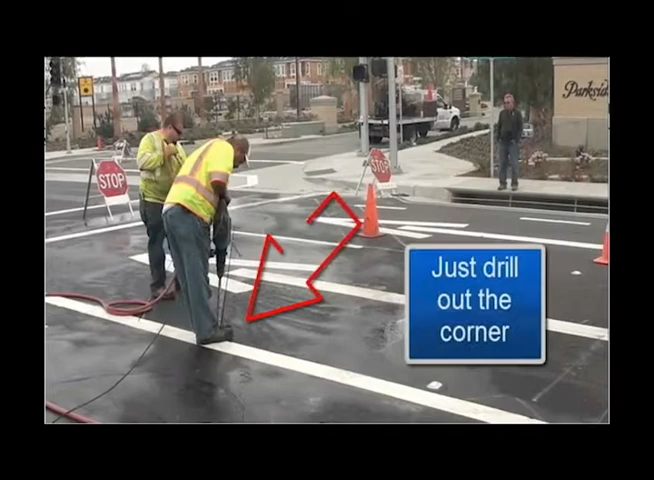 Parkside
STOP
STOP
Just drill
out the
corner